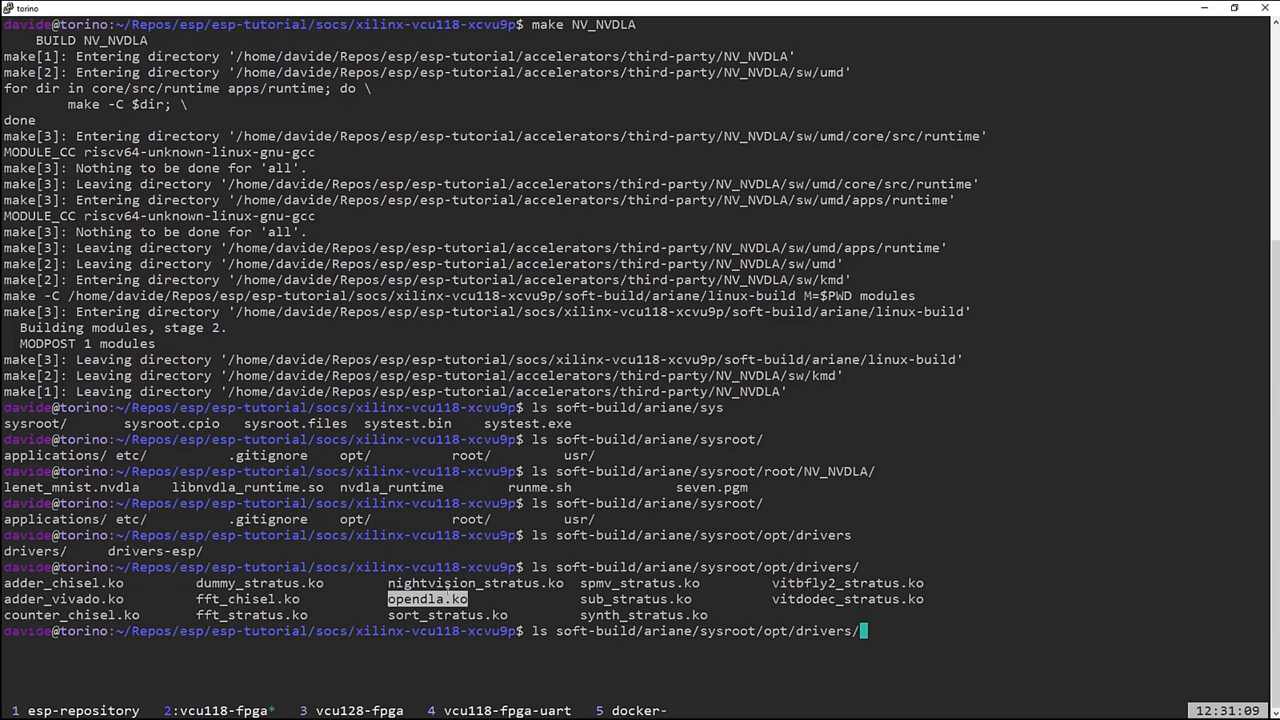 torino
davide@torino:~/Repos/esp/esp-tutorial/socs/xilinx-vcu118-xcvu9p$ make NV_NVDLA
BUILD NV_NVDLA
make[1]: Entering directory '/home/davide/Repos/esp/esp-tutorial/accelerators/third-party/NV_NVDLA'
make[2]: Entering directory '/home/davide/Repos/esp/esp-tutorial/accelerators/third-party/NV_NVDLA/sw/umd'
for dir in core/src/runtime apps/runtime; do \
make -C $dir; \
done
make[3]: Entering directory '/home/davide/Repos/esp/esp-tutorial/accelerators/third-party/NV_NVDLA/sw/umd/core/src/runtime'
MODULE_CC riscv64-unknown-linux-gnu-gcc
make[3]: Nothing to be done for 'all'.
make[3]: Leaving directory '/home/davide/Repos/esp/esp-tutorial/accelerators/third-party/NV_NVDLA/sw/umd/core/src/runtime'
make[3]: Entering directory '/home/davide/Repos/esp/esp-tutorial/accelerators/third-party/NV_NVDLA/sw/umd/apps/runtime'
MODULE_CC riscv64-unknown-linux-gnu-gcc
make[3]: Nothing to be done for 'all'.
make[3]: Leaving directory '/home/davide/Repos/esp/esp-tutorial/accelerators/third-party/NV_NVDLA/sw/umd/apps/runtime'
make[2]: Leaving directory '/home/davide/Repos/esp/esp-tutorial/accelerators/third-party/NV_NVDLA/sw/umd'
make[2]: Entering directory '/home/davide/Repos/esp/esp-tutorial/accelerators/third-party/NV_NVDLA/sw/kmd'
make -C /home/davide/Repos/esp/esp-tutorial/socs/xilinx-vcu118-xcvu9p/soft-build/ariane/linux-build M=$PWD modules
make[3]: Entering directory '/home/davide/Repos/esp/esp-tutorial/socs/xilinx-vcu118-xcvu9p/soft-build/ariane/linux-build'
Building modules, stage 2.
MODPOST 1 modules
make[3]: Leaving directory '/home/davide/Repos/esp/esp-tutorial/socs/xilinx-vcu118-xcvu9p/soft-build/ariane/linux-build'
make[2]: Leaving directory '/home/davide/Repos/esp/esp-tutorial/accelerators/third-party/NV_NVDLA/sw/kmd'
make[1]: Leaving directory '/home/davide/Repos/esp/esp-tutorial/accelerators/third-party/NV_NVDLA'
davide@torino:~/Repos/esp/esp-tutorial/socs/xilinx-vcu118-xcvu9p$ ls soft-build/ariane/sys
sysroot/ sysroot.cpio sysroot.files systest.bin systest.exe
davide@torino:~/Repos/esp/esp-tutorial/socs/xilinx-vcu118-xcvu9p$ ls soft-build/ariane/sysroot/
applications/ etc/ .gitignore opt/ root/ usr/
davide@torino:~/Repos/esp/esp-tutorial/socs/xilinx-vcu118-xcvu9p$ ls soft-build/ariane/sysroot/root/NV_NVDLA/
lenet_mnist.nvdla libnvdla_runtime.so nvdla_runtime runme.sh seven.pgm
davide@torino:~/Repos/esp/esp-tutorial/socs/xilinx-vcu118-xcvu9p$ ls soft-build/ariane/sysroot/
applications/ etc/ .gitignore opt/ root/ usr/
davide@torino:~/Repos/esp/esp-tutorial/socs/xilinx-vcu118-xcvu9p$ ls soft-build/ariane/sysroot/opt/drivers
drivers/ drivers-esp/
davide@torino:~/Repos/esp/esp-tutorial/socs/xilinx-vcu118-xcvu9p$ ls soft-build/ariane/sysroot/opt/drivers/
adder_chisel.ko dummy_stratus.ko nightvision_stratus.ko spmv_stratus.ko vitbfly2_stratus.ko
adder_vivado.ko fft_chisel.ko opendla.ko sub_stratus.ko vitdodec_stratus.ko
counter_chisel.ko fft_stratus.ko sort_stratus.ko synth_stratus.ko
davide@torino:~/Repos/esp/esp-tutorial/socs/xilinx-vcu118-xcvu9p$ ls soft-build/ariane/sysroot/opt/drivers/
1 esp-repository 2:vcu118-fpga* 3 vcu128-fpga 4 vcu118-fpga-uart 5 docker- 12:31:09